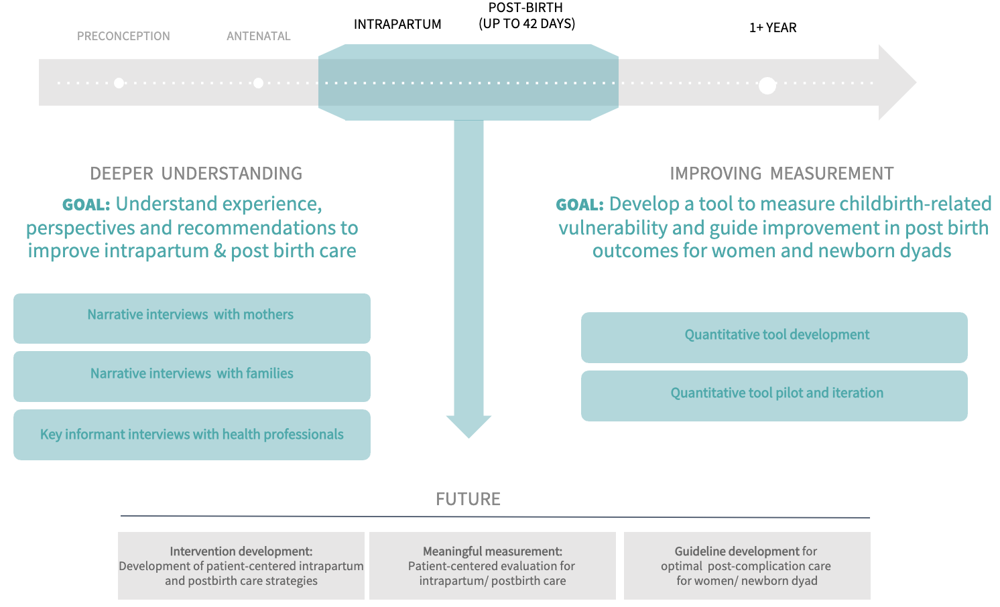 PRECONCEPTION
ANTENATAL
INTRAPARTUM
POST-BIRTH
(UP TO 42 DAYS)
1+ YEAR
DEEPER UNDERSTANDING
GOAL: Understand experience,
perspectives and recommendations to
improve intrapartum & post birth care
Narrative interviews with mothers
Narrative interviews with families
Key informant interviews with health professionals
IMPROVING MEASUREMENT
GOAL: Develop a tool to measure childbirth-related
vulnerability and guide improvement in post birth
outcomes for women and newborn dyads
Quantitative tool development
Quantitative tool pilot and iteration
FUTURE
Intervention development:
Development of patient-centered intrapartum
and postbirth care strategies
Meaningful measurement:
Patient-centered evaluation for
intrapartum/ postbirth care
Guideline development for
optimal post-complication care
for women/ newborn dyad